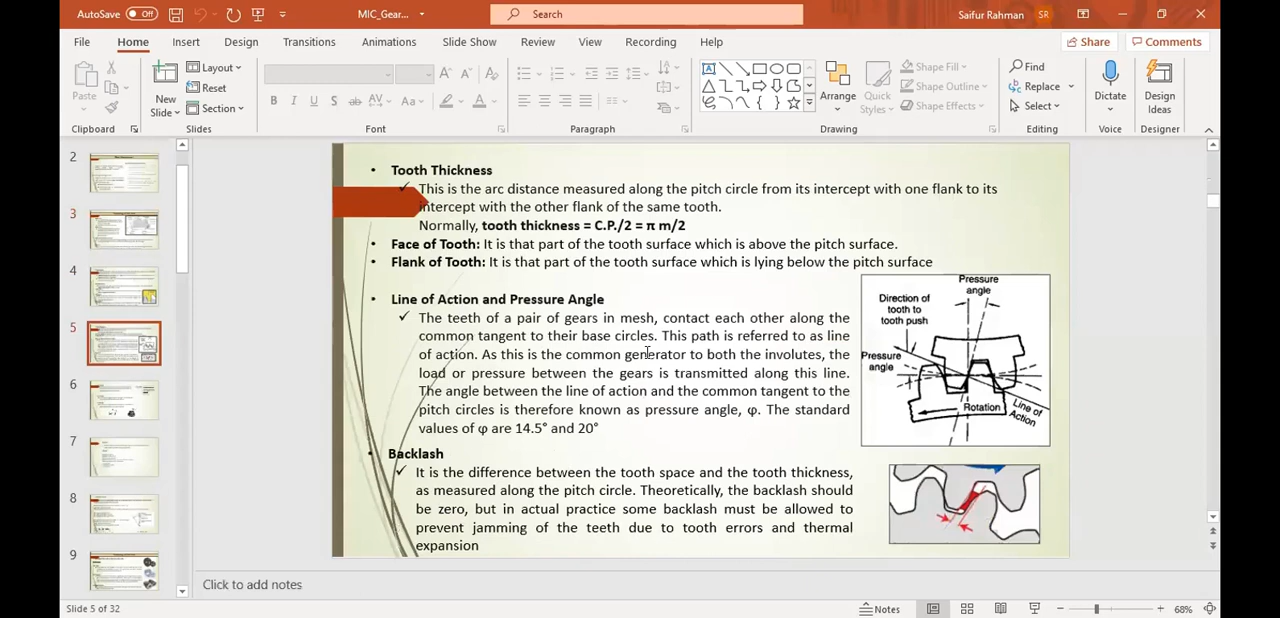 AutoSave Off
MIC_Gear...
Search
Saifur Rahman SR
File Home Insert Design Transitions Animations Slide Show Review View Recording Help
Share Comments
Paste
New Slide
Layout
Reset
Section
B I U S ab AV Aa A
Arrange
Quick Styles
Shape Fill
Shape Outline
Shape Effects
Find
Replace
Select
Dictate
Design Ideas
Clipboard Slides Font Paragraph Drawing Editing Voice Designer
2
3
4
5
6
7
8
9
• Tooth Thickness
✓ This is the arc distance measured along the pitch circle from its intercept with one flank to its
intercept with the other flank of the same tooth.
Normally, tooth thickness = C.P./2 = π m/2
• Face of Tooth: It is that part of the tooth surface which is above the pitch surface.
• Flank of Tooth: It is that part of the tooth surface which is lying below the pitch surface
• Line of Action and Pressure Angle
✓ The teeth of a pair of gears in mesh, contact each other along the
common tangent to their base circles. This path is referred to as line
of action. As this is the common generator to both the involutes, the
load or pressure between the gears is transmitted along this line.
The angle between the line of action and the common tangent to the
pitch circles is therefore known as pressure angle, φ. The standard
values of φ are 14.5° and 20°
• Backlash
✓ It is the difference between the tooth space and the tooth thickness,
as measured along the pitch circle. Theoretically, the backlash should
be zero, but in actual practice some backlash must be allowed to
prevent jamming of the teeth due to tooth errors and thermal
expansion
Pressure
angle
Direction of
tooth to
tooth push
Pressure
angle
Rotation
Line of
Action
Click to add notes
Slide 5 of 32
Notes
68%